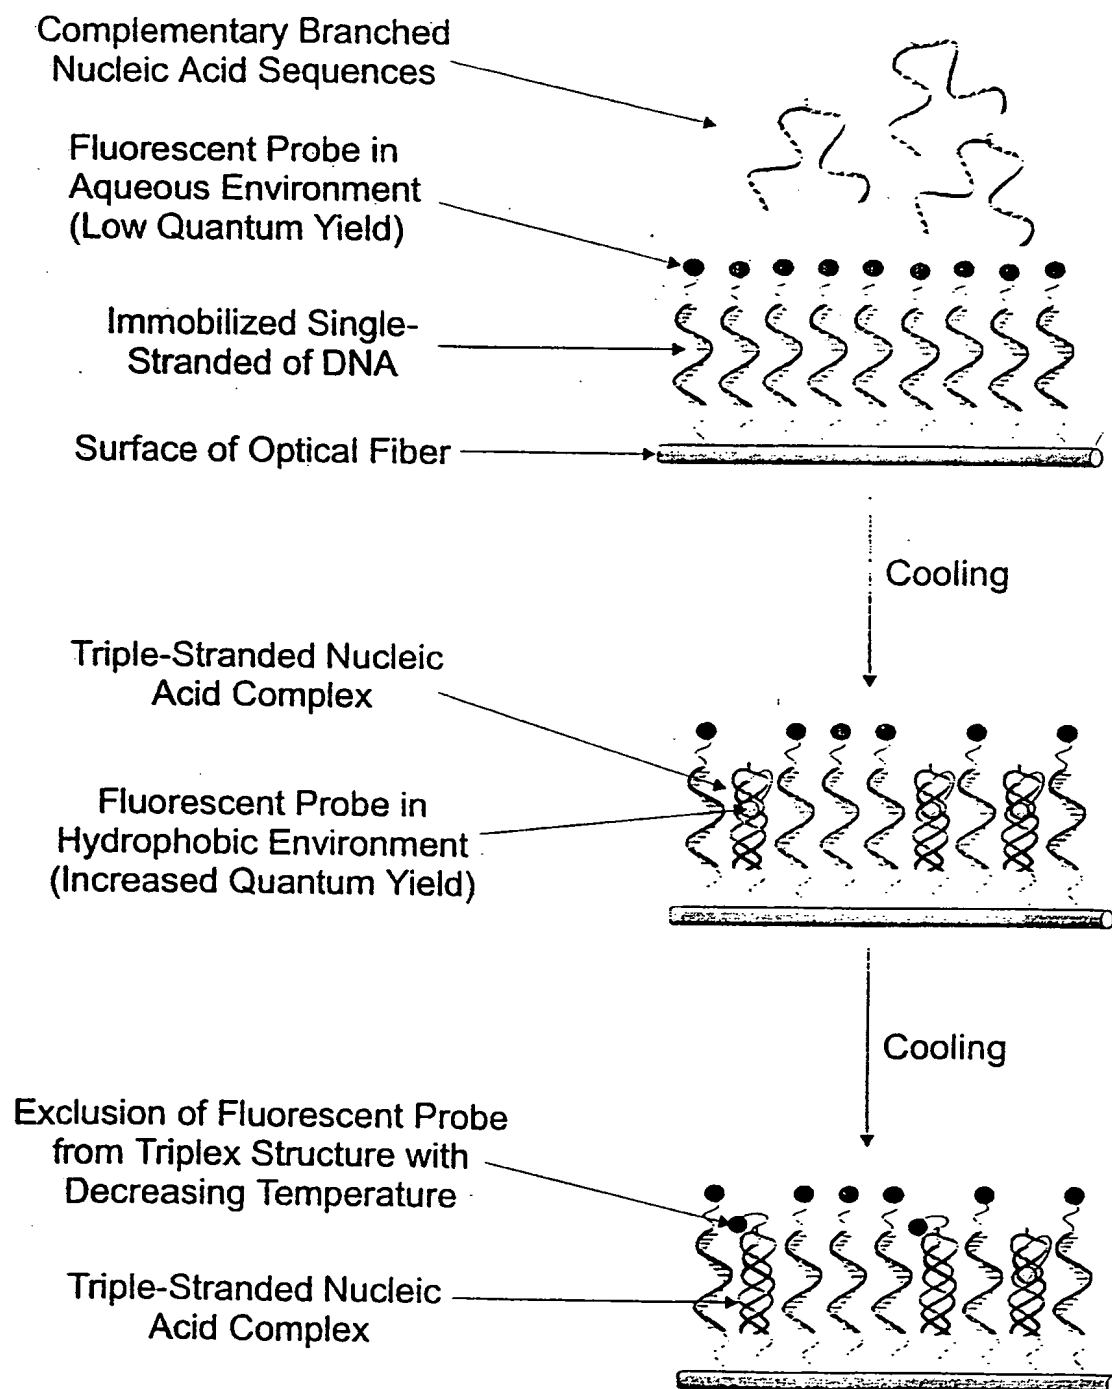 Complementary Branched
Nucleic Acid Sequences
Fluorescent Probe in
Aqueous Environment
(Low Quantum Yield)
Immobilized Single-
Stranded of DNA
Surface of Optical Fiber
Cooling
Triple-Stranded Nucleic
Acid Complex
Fluorescent Probe in
Hydrophobic Environment
(Increased Quantum Yield)
Cooling
Exclusion of Fluorescent Probe
from Triplex Structure with
Decreasing Temperature
Triple-Stranded Nucleic
Acid Complex